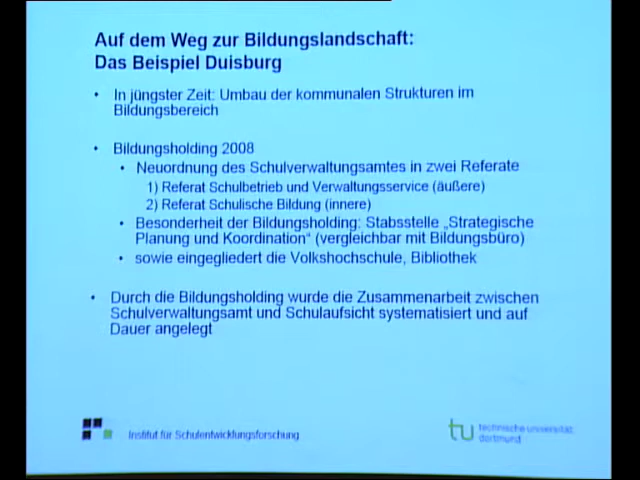 Auf dem Weg zur Bildungslandschaft:
Das Beispiel Duisburg
• In jüngster Zeit: Umbau der kommunalen Strukturen im
Bildungsbereich
• Bildungsholding 2008
• Neuordnung des Schulverwaltungsamtes in zwei Referate
1) Referat Schulbetrieb und Verwaltungsservice (äußere)
2) Referat Schulische Bildung (innere)
• Besonderheit der Bildungsholding: Stabsstelle „Strategische
Planung und Koordination“ (vergleichbar mit Bildungsbüro)
• sowie eingegliedert die Volkshochschule, Bibliothek
• Durch die Bildungsholding wurde die Zusammenarbeit zwischen
Schulverwaltungsamt und Schulaufsicht systematisiert und auf
Dauer angelegt
Institut für Schulentwicklungsforschung
tu technische universität
dortmund